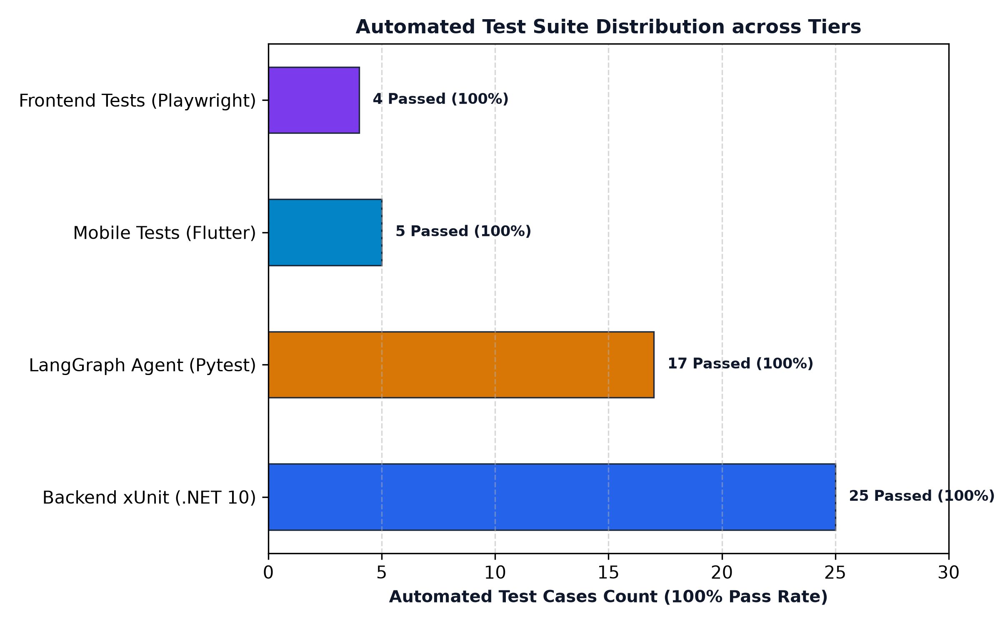 Automated Test Suite Distribution across Tiers
Frontend Tests (Playwright)
4 Passed (100%)
Mobile Tests (Flutter)
5 Passed (100%)
LangGraph Agent (Pytest)
17 Passed (100%)
Backend xUnit (.NET 10)
25 Passed (100%)
0 5 10 15 20 25 30
Automated Test Cases Count (100% Pass Rate)